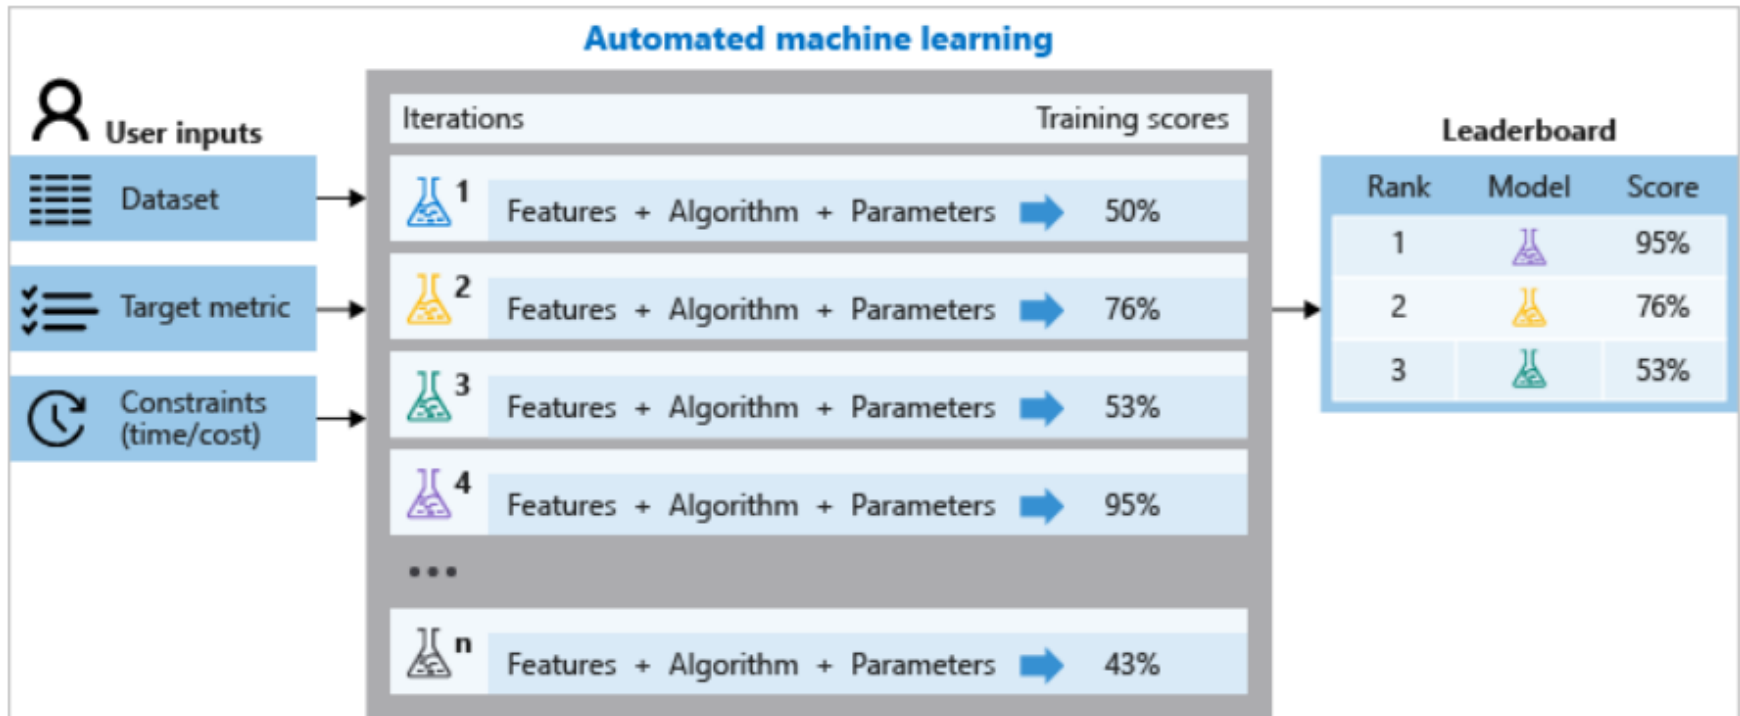 Automated machine learning
User inputs
Dataset
Target metric
Constraints
(time/cost)
Iterations Training scores
1 Features + Algorithm + Parameters 50%
2 Features + Algorithm + Parameters 76%
3 Features + Algorithm + Parameters 53%
4 Features + Algorithm + Parameters 95%
...
n Features + Algorithm + Parameters 43%
Leaderboard
Rank Model Score
1 95%
2 76%
3 53%